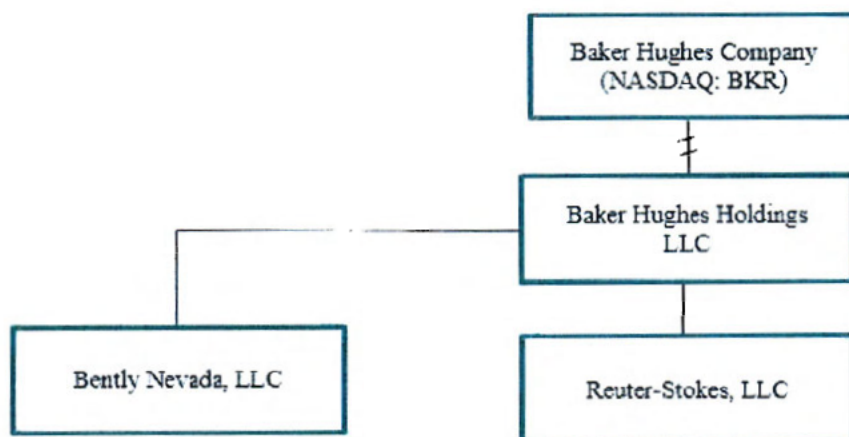 Baker Hughes Company
(NASDAQ: BKR)
Baker Hughes Holdings
LLC
Bently Nevada, LLC
Reuter-Stokes, LLC